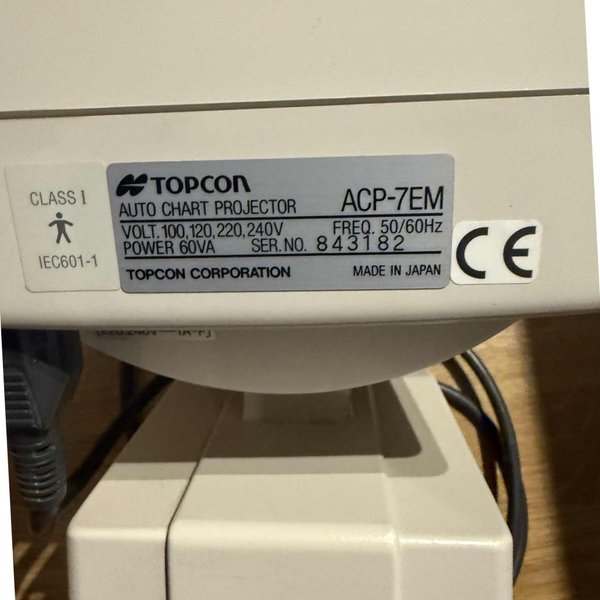 CLASS I
IEC601-1
TOPCON
AUTO CHART PROJECTOR ACP-7EM
VOLT. 100,120,220,240V FREQ. 50/60Hz
POWER 60VA SER.NO. 843182
TOPCON CORPORATION MADE IN JAPAN
CE